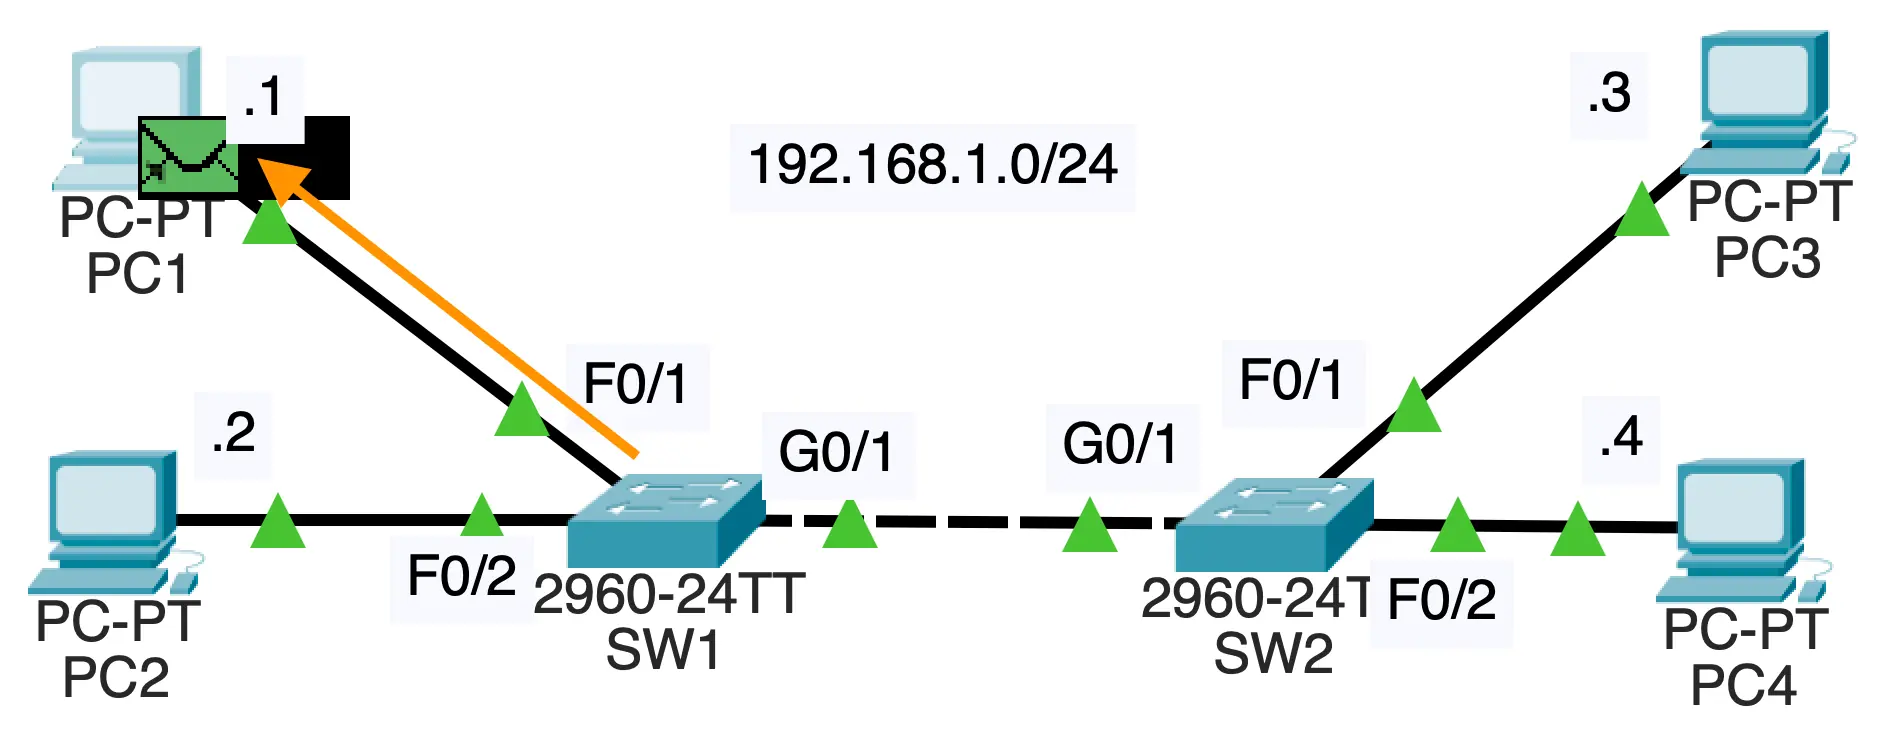 .1
PC-PT
PC1
192.168.1.0/24
.3
PC-PT
PC3
F0/1
G0/1
.2
PC-PT
PC2
F0/2
2960-24TT
SW1
G0/1
F0/1
2960-24T
SW2
F0/2
.4
PC-PT
PC4